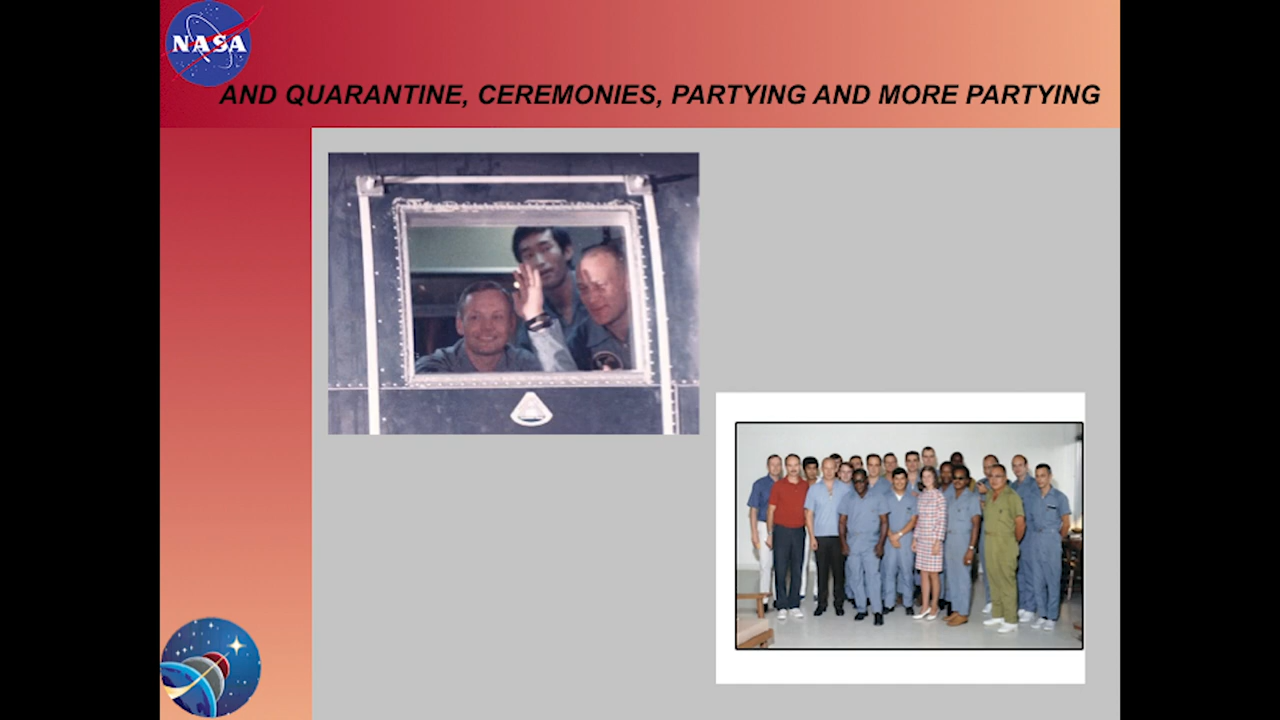 NASA
AND QUARANTINE, CEREMONIES, PARTYING AND MORE PARTYING